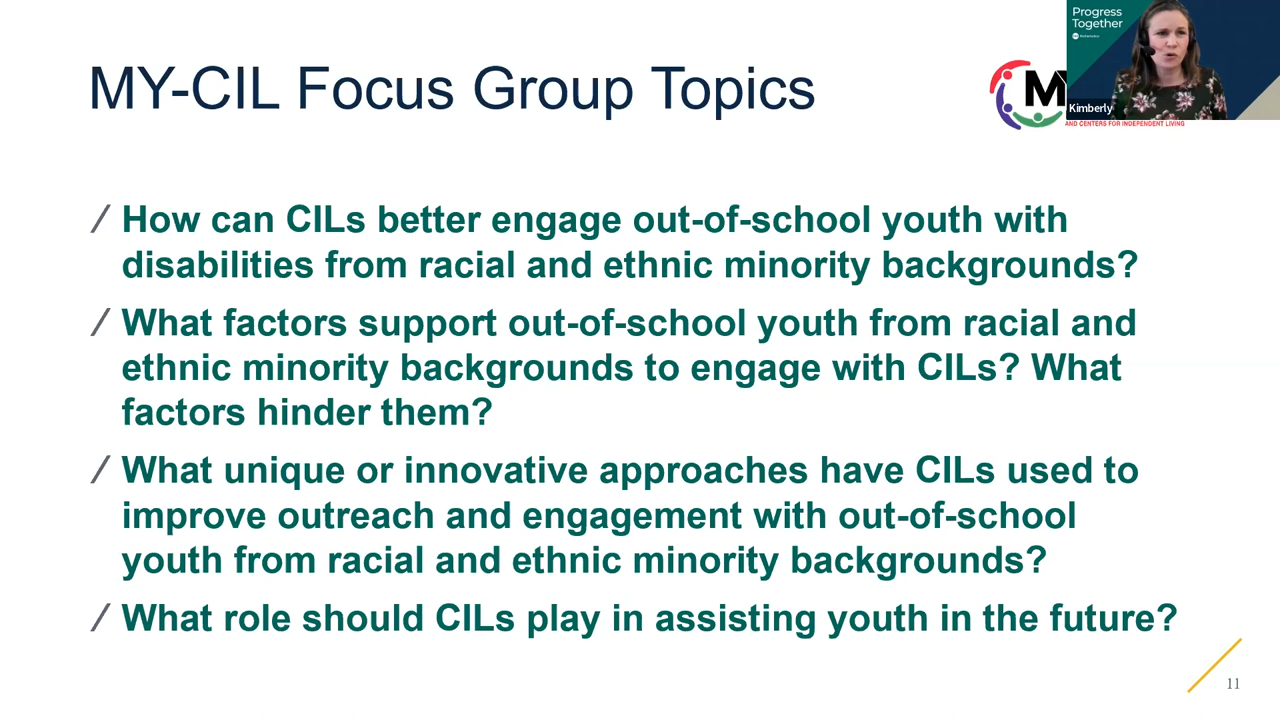 Progress
Together
MY-CIL Focus Group Topics
M
Kimberly
AND CENTERS FOR INDEPENDENT LIVING
/ How can CILs better engage out-of-school youth with
disabilities from racial and ethnic minority backgrounds?
/ What factors support out-of-school youth from racial and
ethnic minority backgrounds to engage with CILs? What
factors hinder them?
/ What unique or innovative approaches have CILs used to
improve outreach and engagement with out-of-school
youth from racial and ethnic minority backgrounds?
/ What role should CILs play in assisting youth in the future?
11